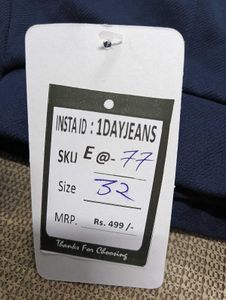 INSTA ID : 1DAYJEANS
SKU E @- 77
Size 32
MRP. Rs. 499 /-
Thanks For Choosing